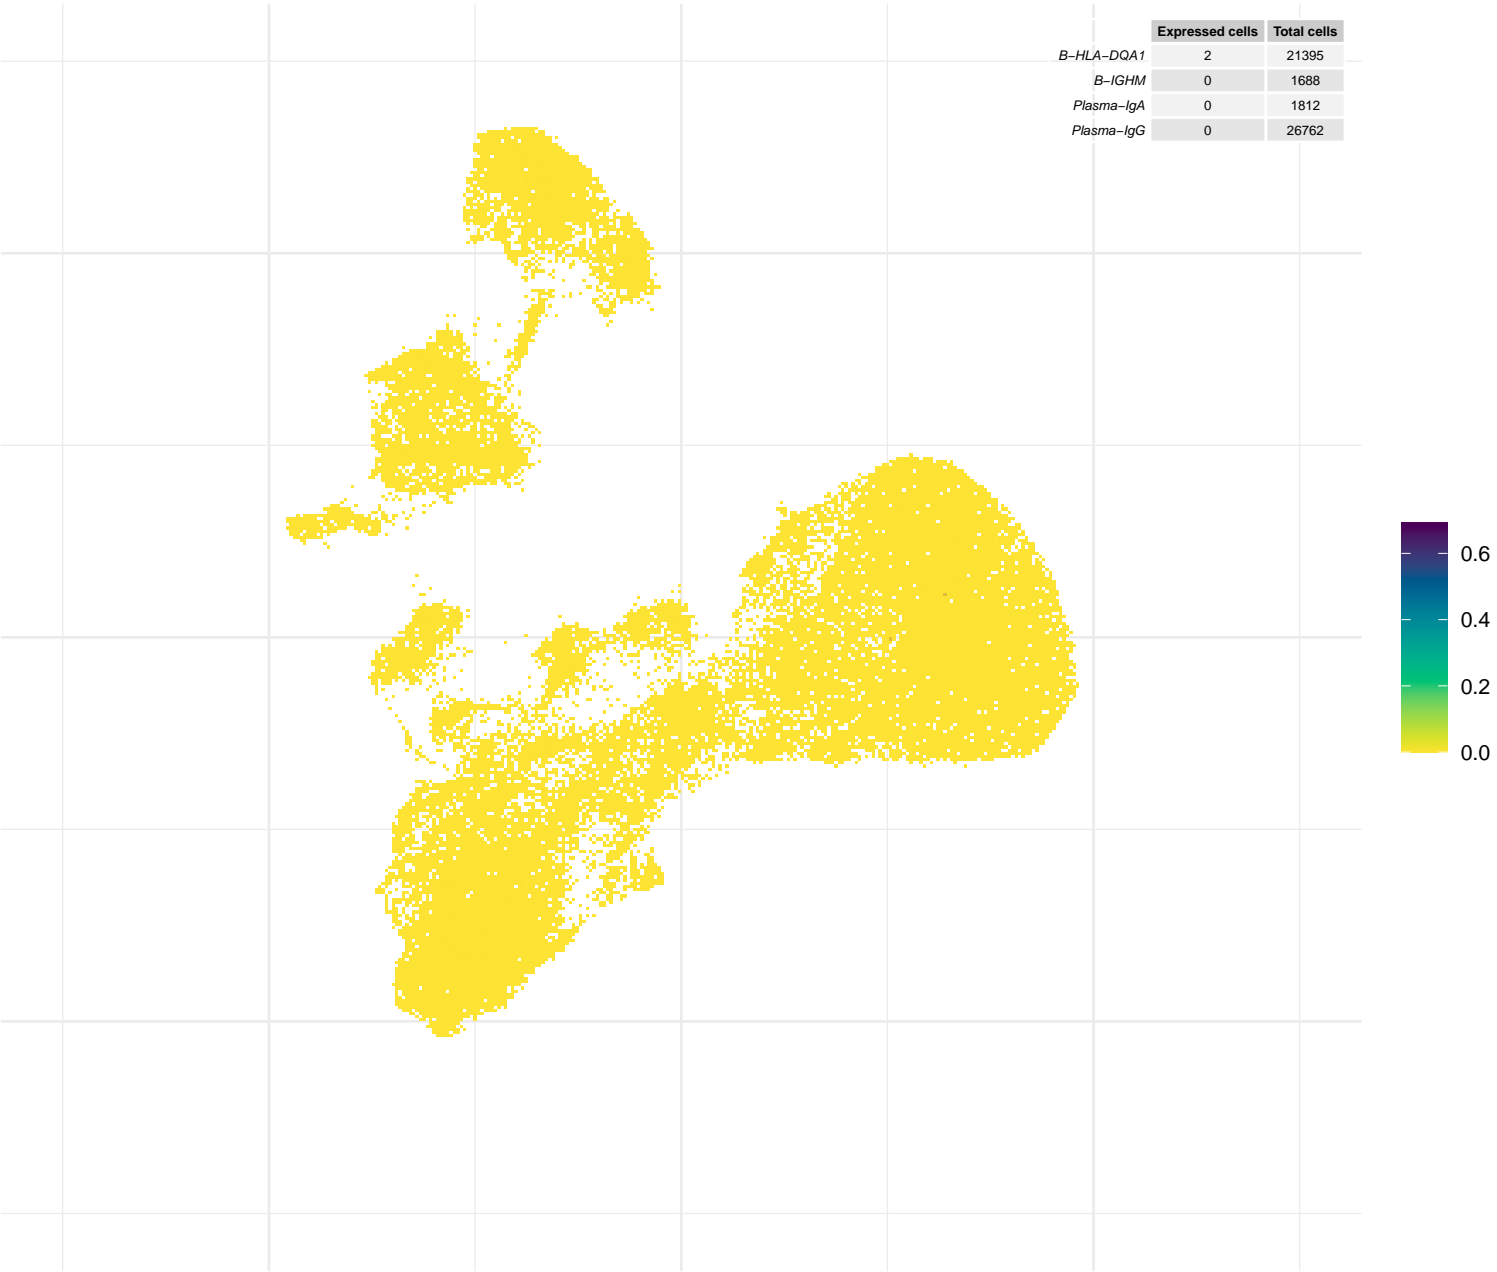 Expressed cells Total cells
B−HLA−DQA1 2 21395
B−IGHM 0 1688
Plasma−IgA 0 1812
Plasma−IgG 0 26762
0.6
0.4
0.2
0.0